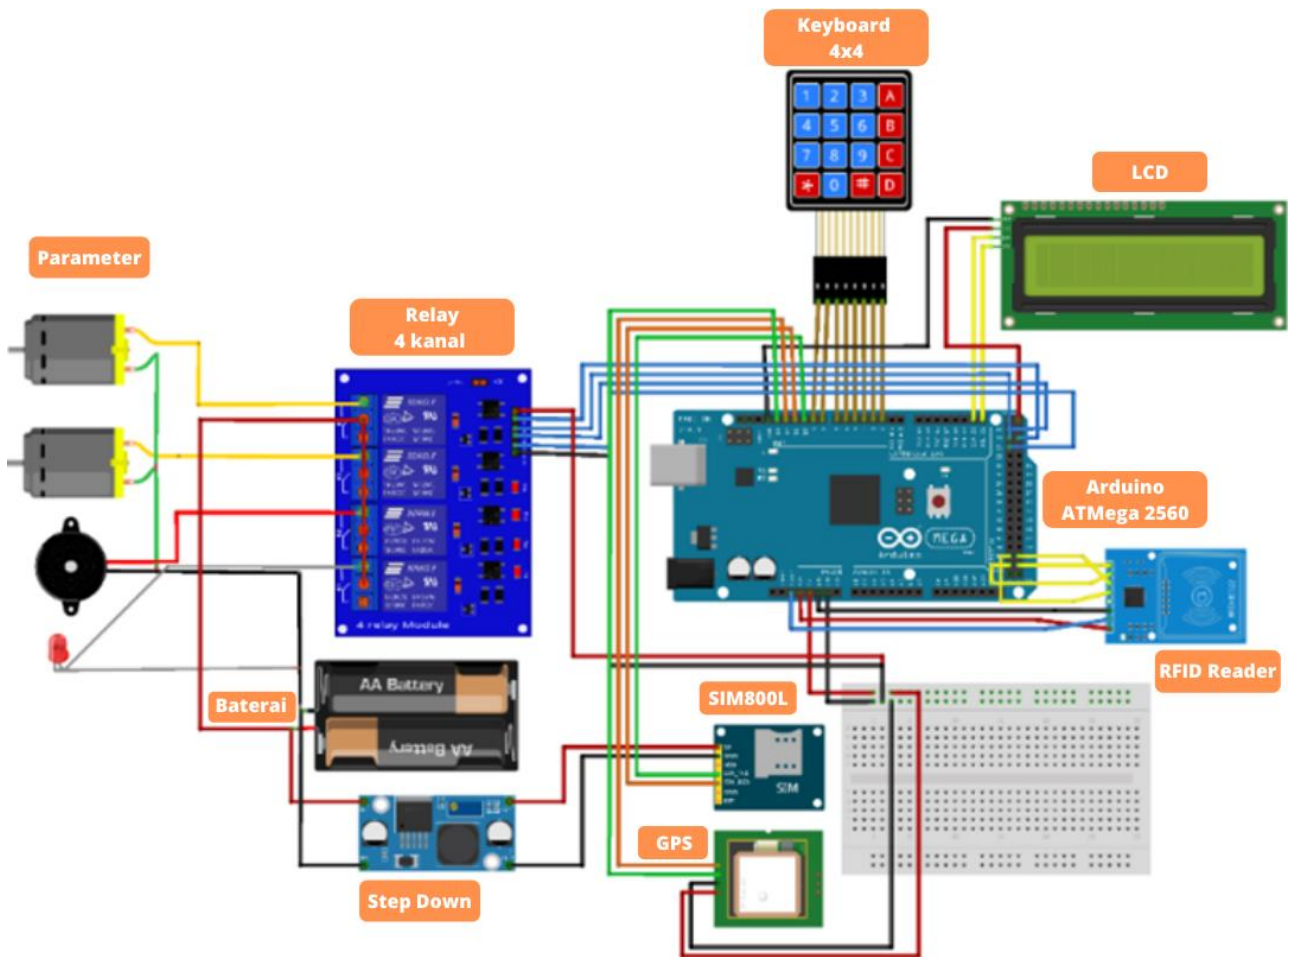 Keyboard
4x4
1 2 3 A
4 5 6 B
7 8 9 C
* 0 # D
LCD
Parameter
Relay
4 kanal
4 relay Module
Arduino
ATMega 2560
MEGA
RFID Reader
Baterai
AA Battery
AA Battery
SIM800L
SIM
GPS
Step Down